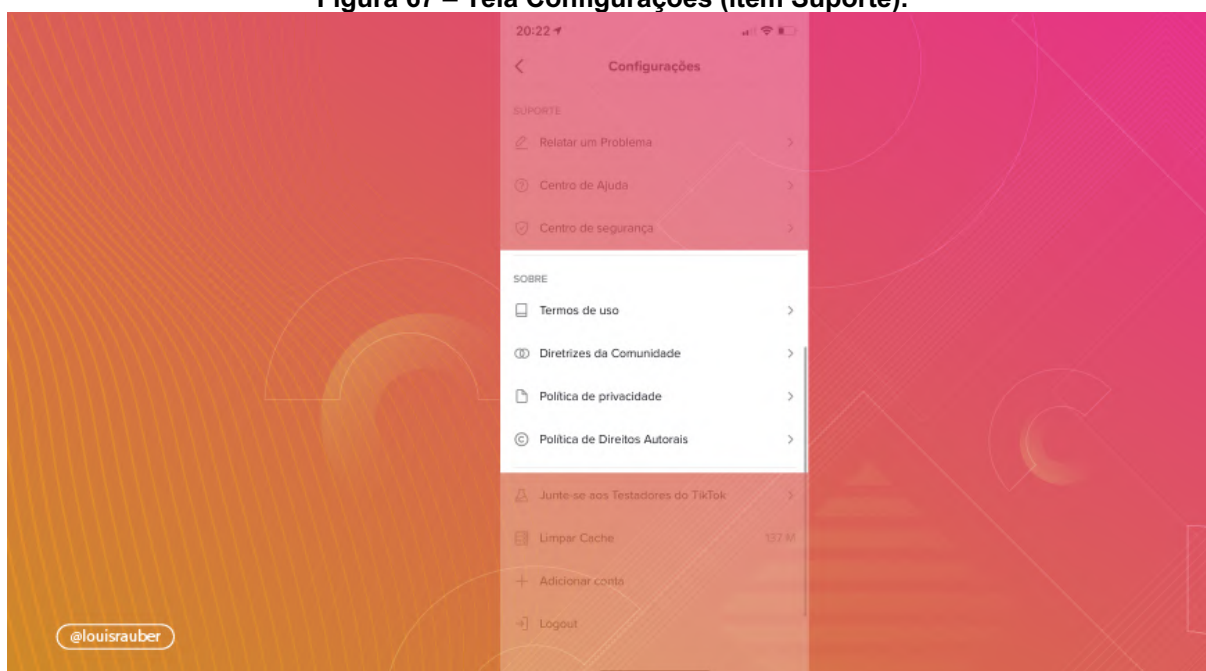 Figura 67 – Tela Configurações (Item Suporte).
20:22
Configurações
SUPORTE
Relatar um Problema
Centro de Ajuda
Centro de segurança
SOBRE
Termos de uso
Diretrizes da Comunidade
Política de privacidade
Política de Direitos Autorais
Junte-se aos Testadores do TikTok
Limpar Cache 137 M
Adicionar conta
Logout
@louisrauber